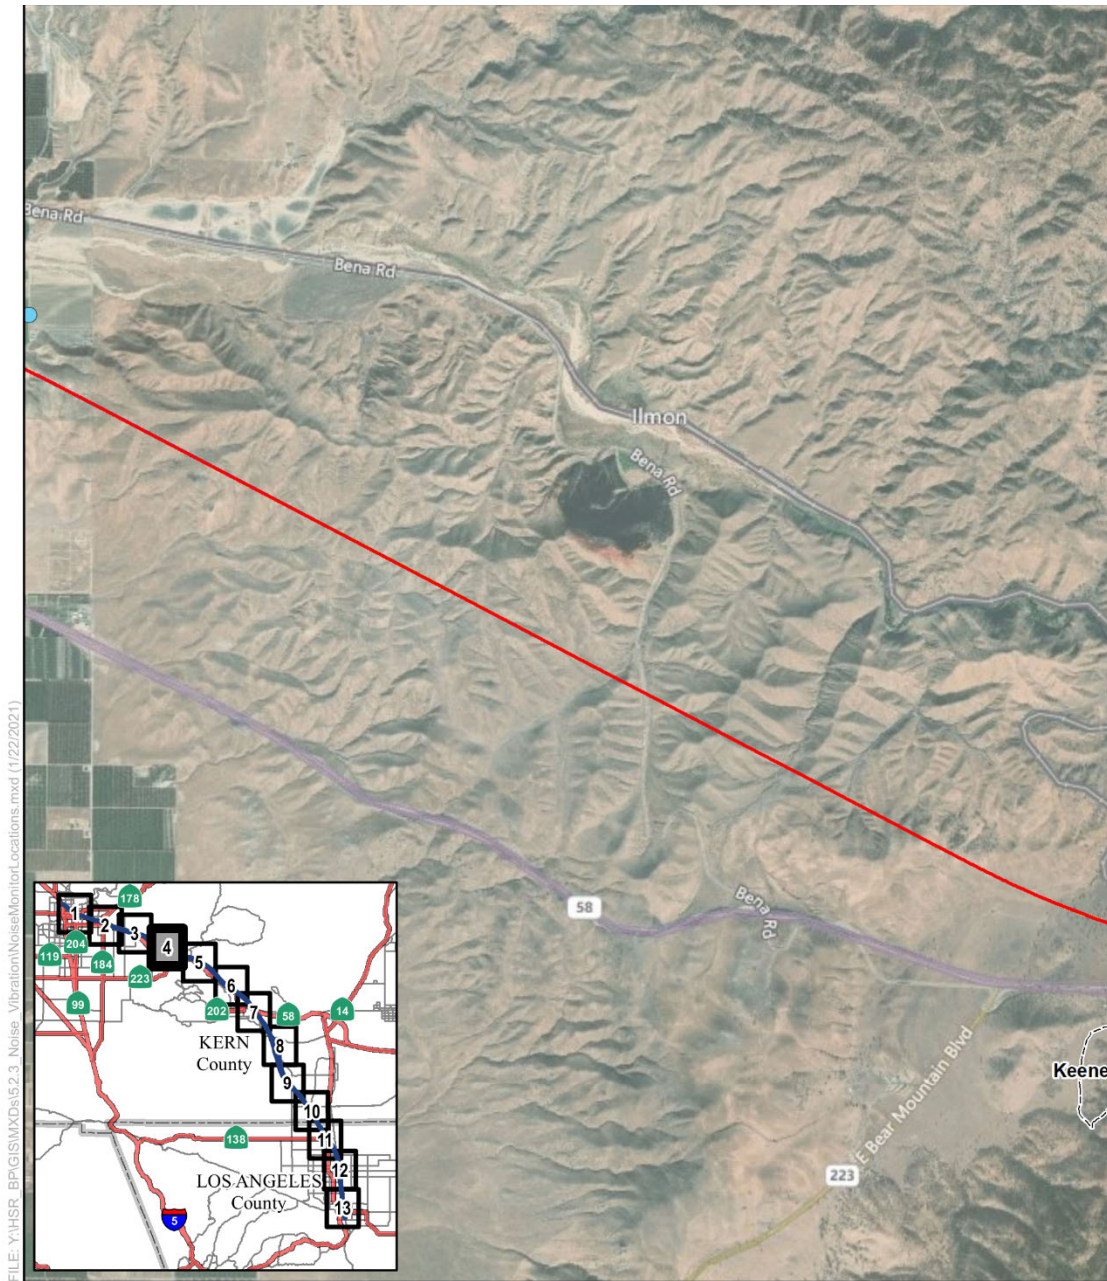 Bena Rd
Bena Rd
Ilmon
Bena Rd
58
Bena Rd
E Bear Mountain Blvd
Keene
223
FILE: Y:\HSR_BP\GIS\MXDs\5.2.3_Noise_Vibration\NoiseMonitorLocations.mxd (1/22/2021)
178
1
2
3
4
5
6
7
8
9
10
11
12
13
204
119
184
223
99
202
58
14
KERN
County
138
LOS ANGELES
County
5